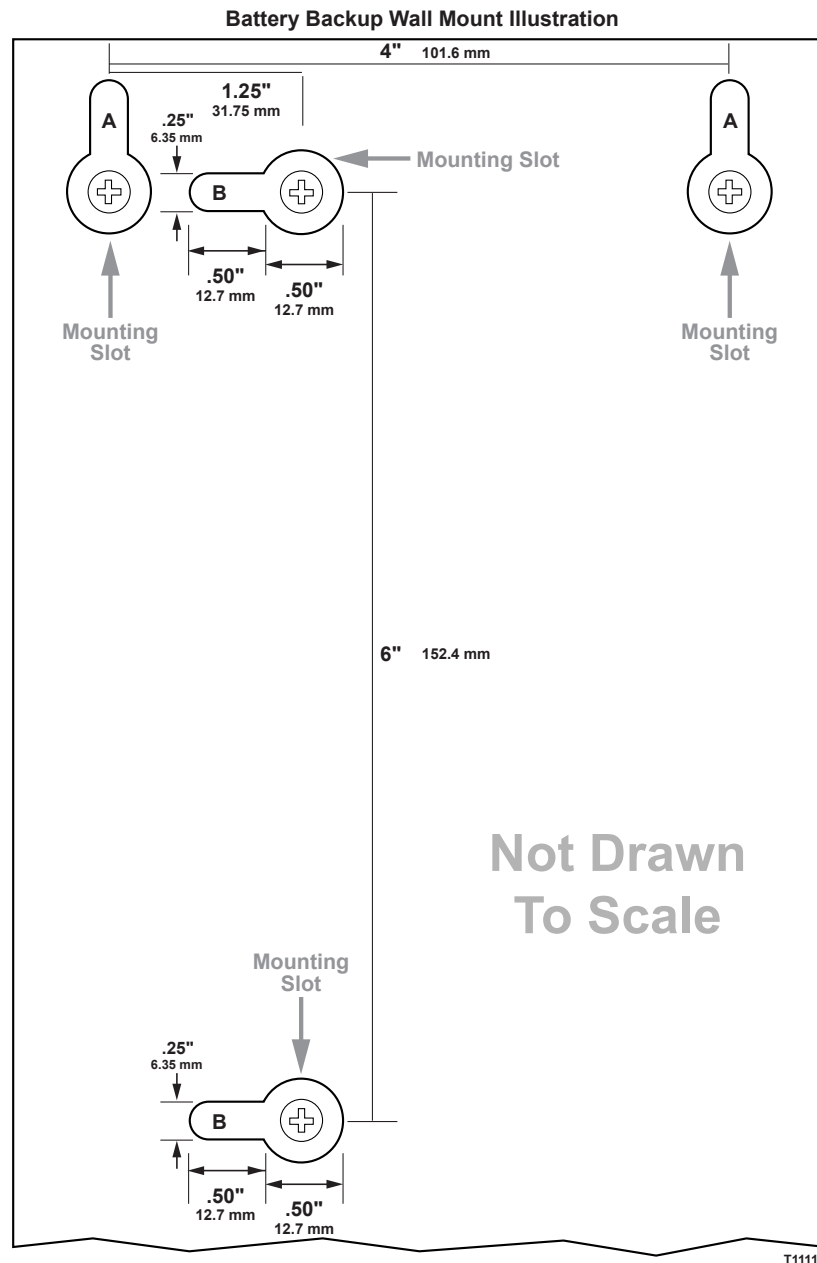 Battery Backup Wall Mount Illustration
4" 101.6 mm
1.25"
31.75 mm
.25"
6.35 mm
A
A
B
Mounting Slot
.50"
12.7 mm
.50"
12.7 mm
Mounting
Slot
Mounting
Slot
6" 152.4 mm
Not Drawn
To Scale
Mounting
Slot
.25"
6.35 mm
B
.50"
12.7 mm
.50"
12.7 mm
T1111